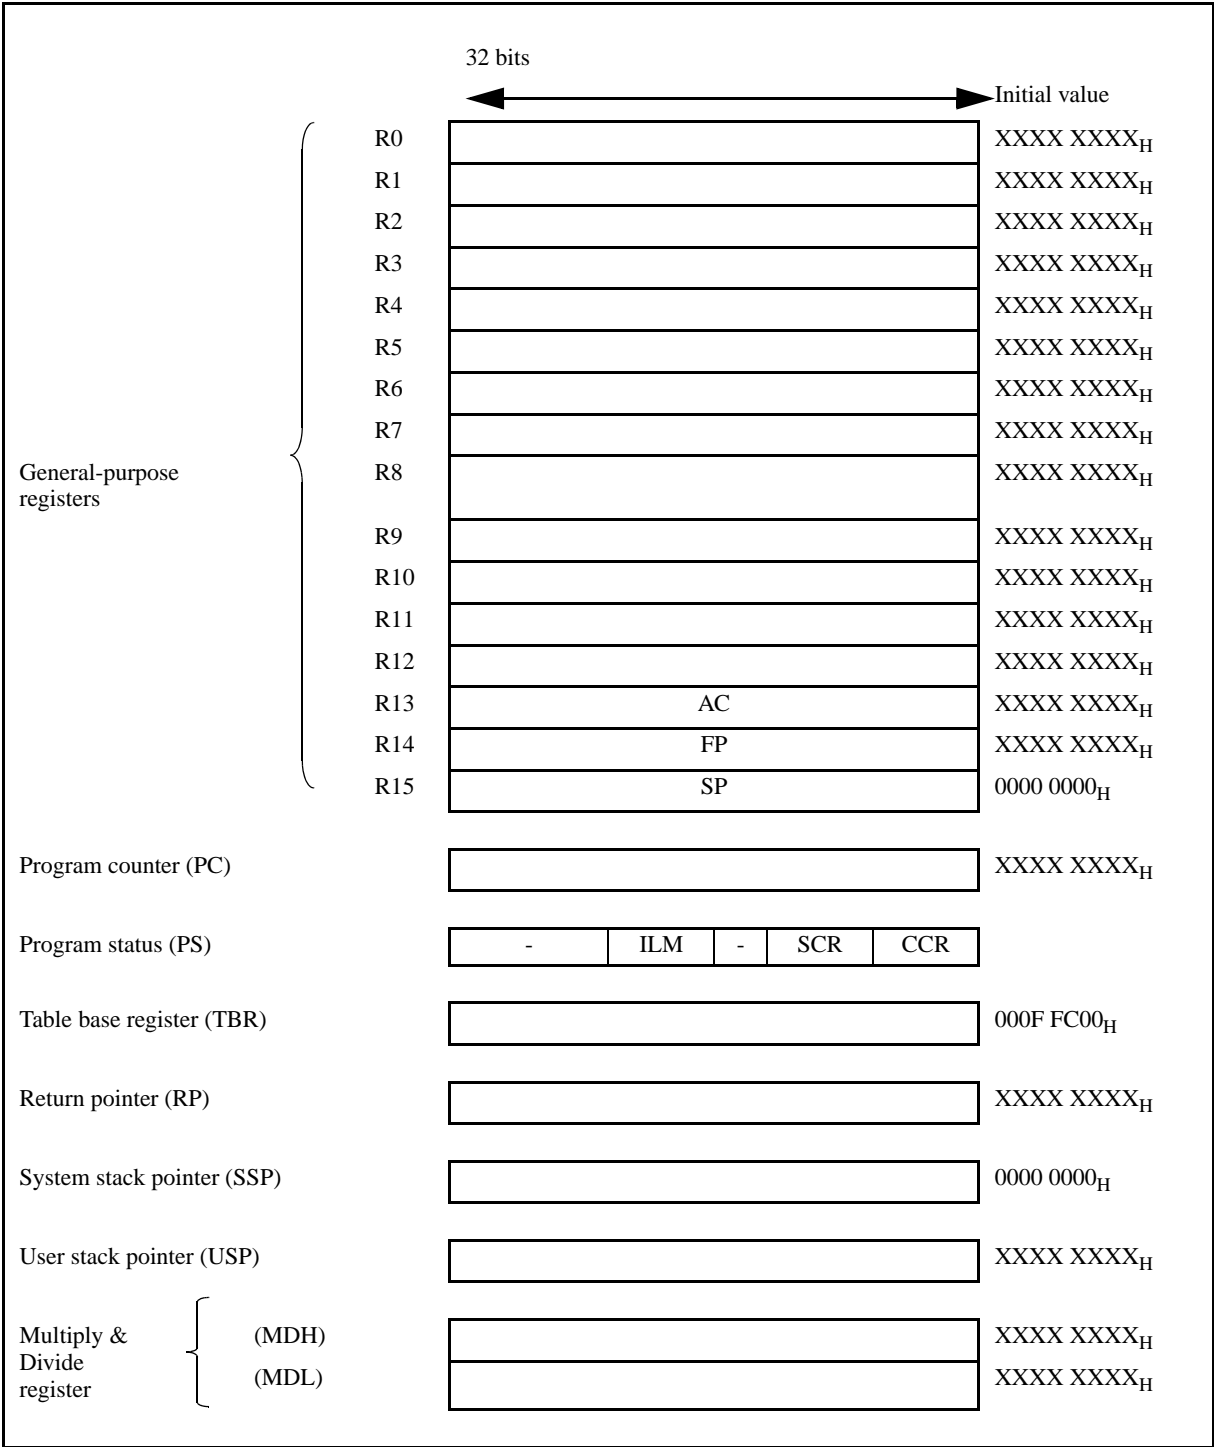 32 bits
Initial value
R0 XXXX XXXXH
R1 XXXX XXXXH
R2 XXXX XXXXH
R3 XXXX XXXXH
R4 XXXX XXXXH
R5 XXXX XXXXH
R6 XXXX XXXXH
R7 XXXX XXXXH
General-purpose
registers
R8 XXXX XXXXH
R9 XXXX XXXXH
R10 XXXX XXXXH
R11 XXXX XXXXH
R12 XXXX XXXXH
R13 AC XXXX XXXXH
R14 FP XXXX XXXXH
R15 SP 0000 0000H
Program counter (PC) XXXX XXXXH
Program status (PS) - ILM - SCR CCR
Table base register (TBR) 000F FC00H
Return pointer (RP) XXXX XXXXH
System stack pointer (SSP) 0000 0000H
User stack pointer (USP) XXXX XXXXH
Multiply &
Divide
register
(MDH) XXXX XXXXH
(MDL) XXXX XXXXH